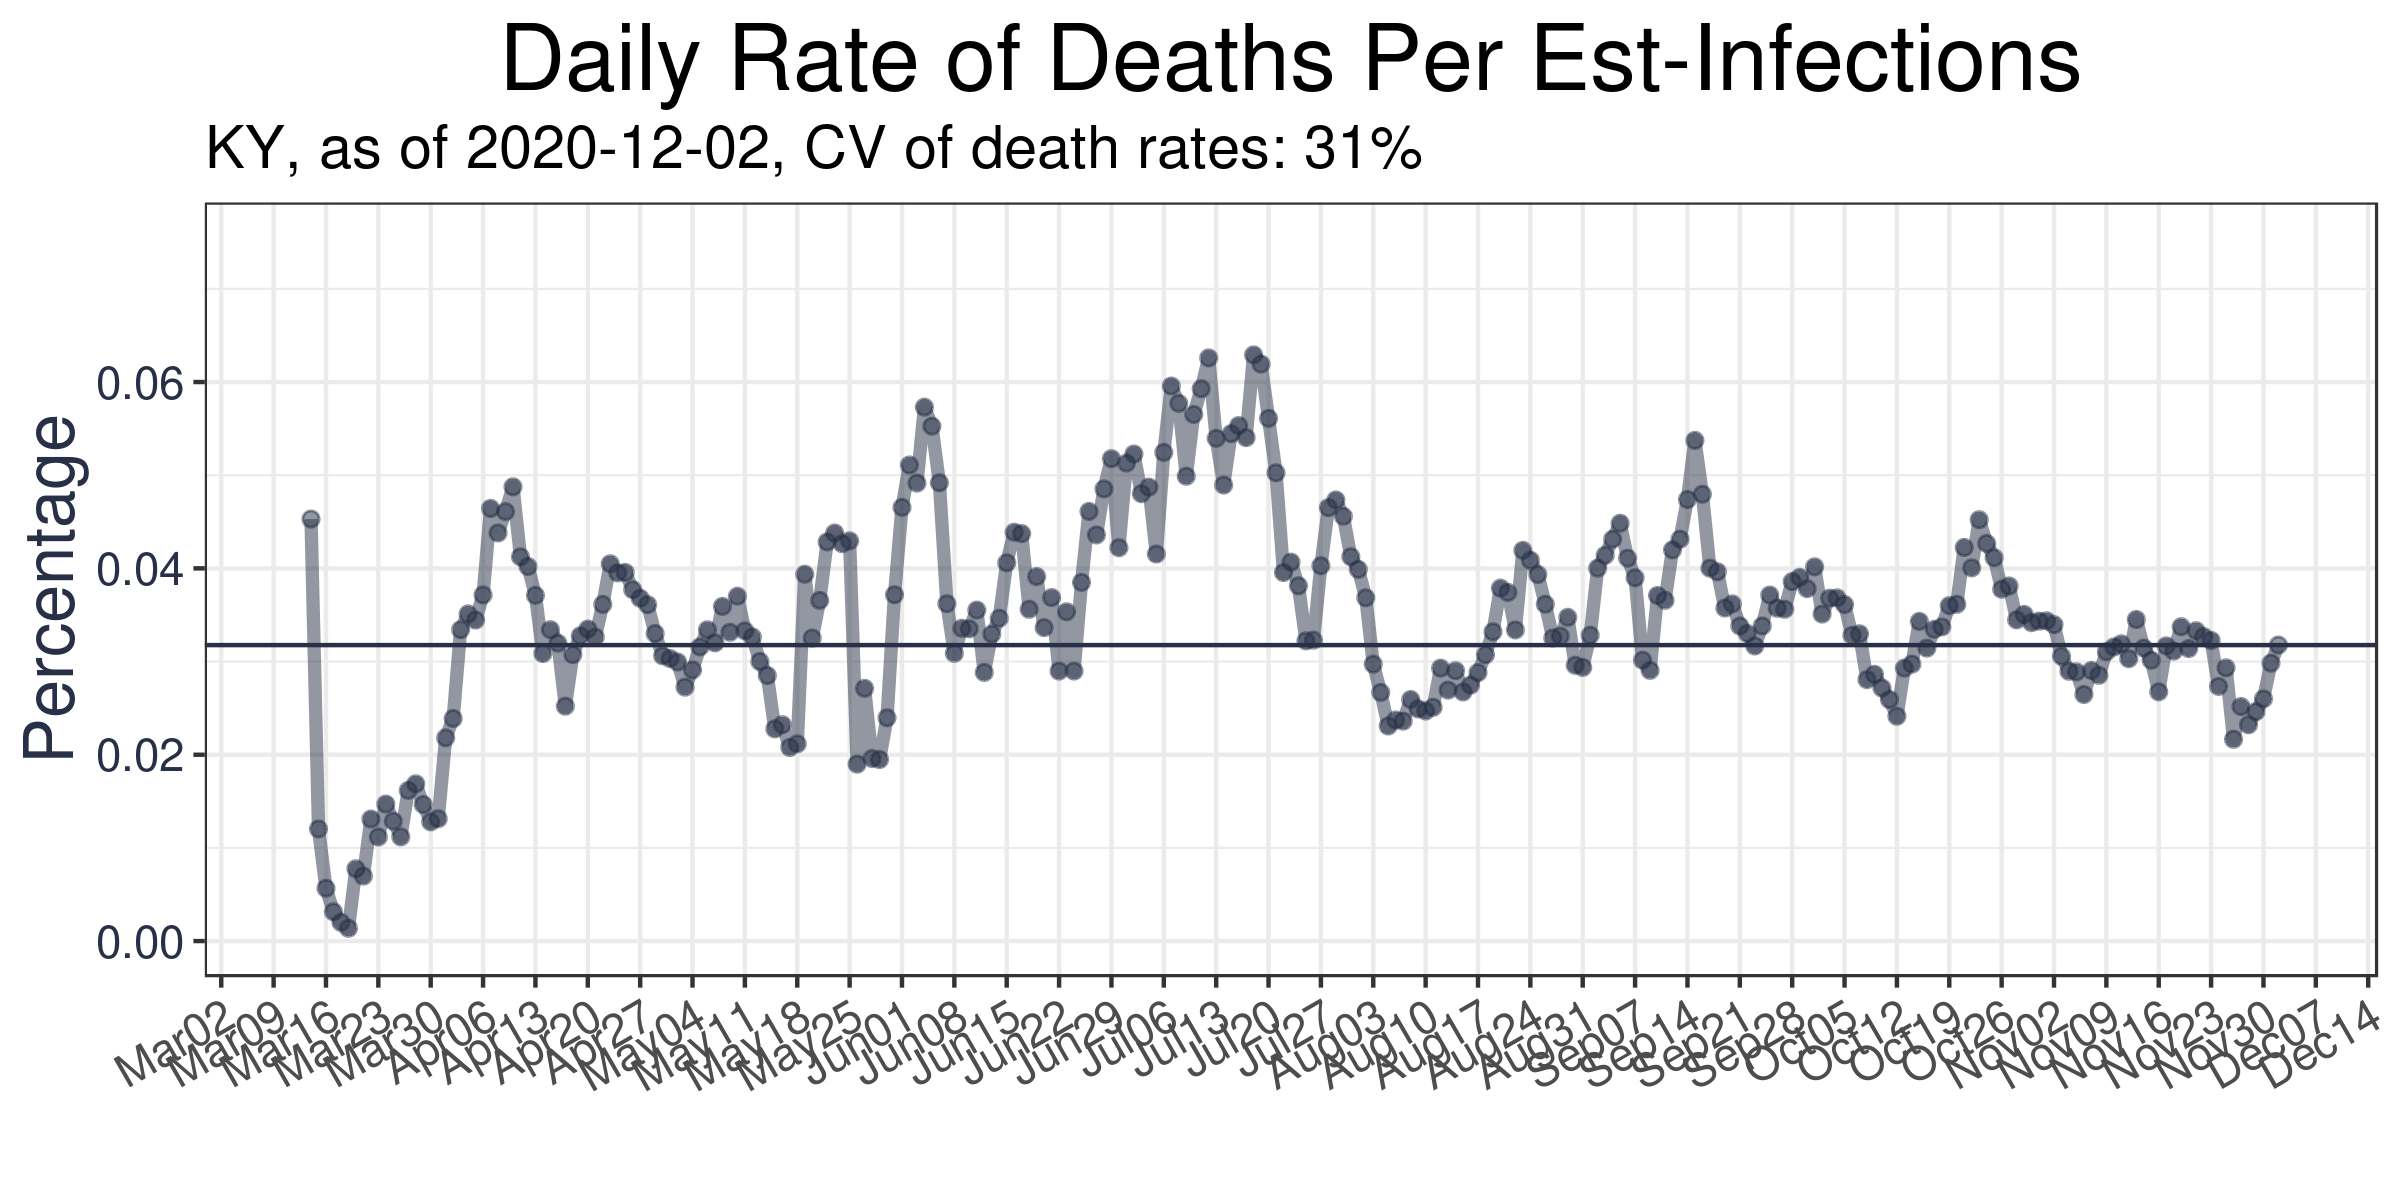 Daily Rate of Deaths Per Est-Infections
KY, as of 2020-12-02, CV of death rates: 31%
Percentage
0.06
0.04
0.02
0.00
Mar02
Mar09
Mar16
Mar23
Mar30
Apr06
Apr13
Apr20
Apr27
May04
May11
May18
May25
Jun01
Jun08
Jun15
Jun22
Jun29
Jul06
Jul13
Jul20
Jul27
Aug03
Aug10
Aug17
Aug24
Aug31
Sep07
Sep14
Sep21
Sep28
Oct05
Oct12
Oct19
Oct26
Nov02
Nov09
Nov16
Nov23
Nov30
Dec07
Dec14